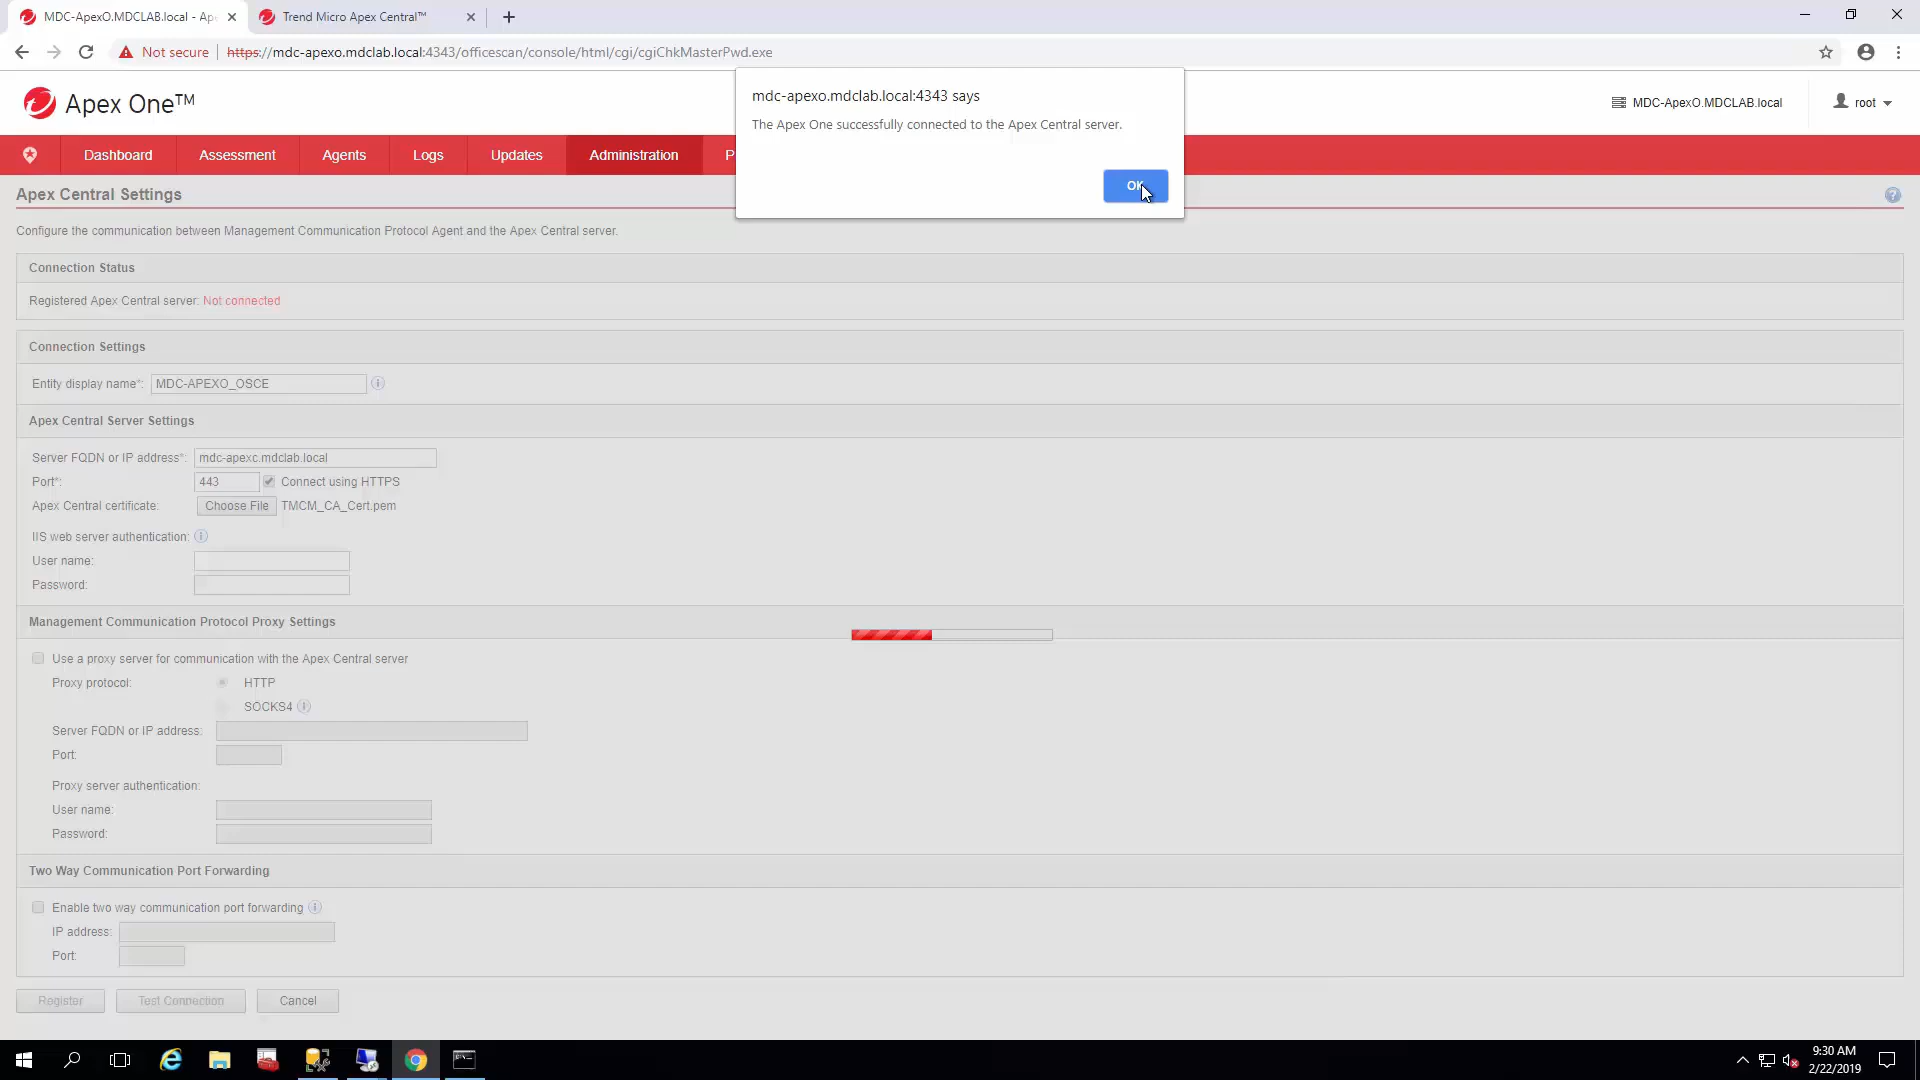 MDC-ApexO.MDCLAB.local - Ape
Trend Micro Apex Central™
Not secure
https://mdc-apexo.mdclab.local:4343/officescan/console/html/cgi/cgiChkMasterPwd.exe
mdc-apexo.mdclab.local:4343 says
The Apex One successfully connected to the Apex Central server.
OK
Apex One™
MDC-ApexO.MDCLAB.local
root
Dashboard
Assessment
Agents
Logs
Updates
Administration
P
Apex Central Settings
Configure the communication between Management Communication Protocol Agent and the Apex Central server.
Connection Status
Registered Apex Central server: Not connected
Connection Settings
Entity display name*: MDC-APEXO_OSCE
Apex Central Server Settings
Server FQDN or IP address*: mdc-apexc.mdclab.local
Port*: 443 Connect using HTTPS
Apex Central certificate: Choose File TMCM_CA_Cert.pem
IIS web server authentication:
User name:
Password:
Management Communication Protocol Proxy Settings
Use a proxy server for communication with the Apex Central server
Proxy protocol: HTTP
SOCKS4
Server FQDN or IP address:
Port:
Proxy server authentication:
User name:
Password:
Two Way Communication Port Forwarding
Enable two way communication port forwarding
IP address:
Port:
Register
Test Connection
Cancel
9:30 AM
2/22/2019